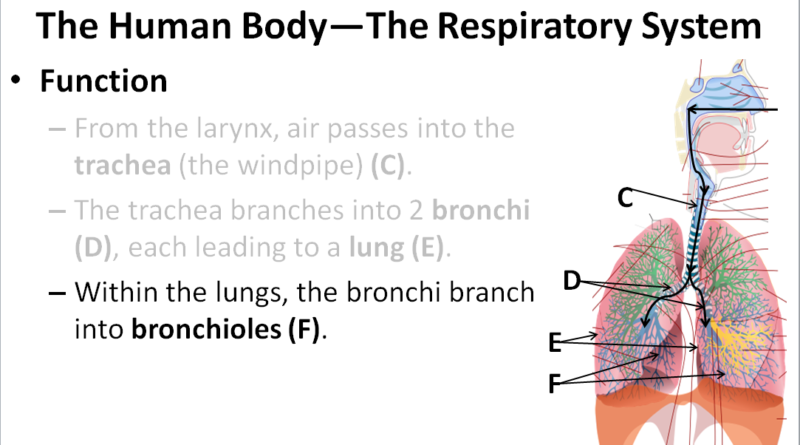 The Human Body—The Respiratory System
• Function
– From the larynx, air passes into the
trachea (the windpipe) (C).
– The trachea branches into 2 bronchi
(D), each leading to a lung (E).
– Within the lungs, the bronchi branch
into bronchioles (F).
C
D
E
F